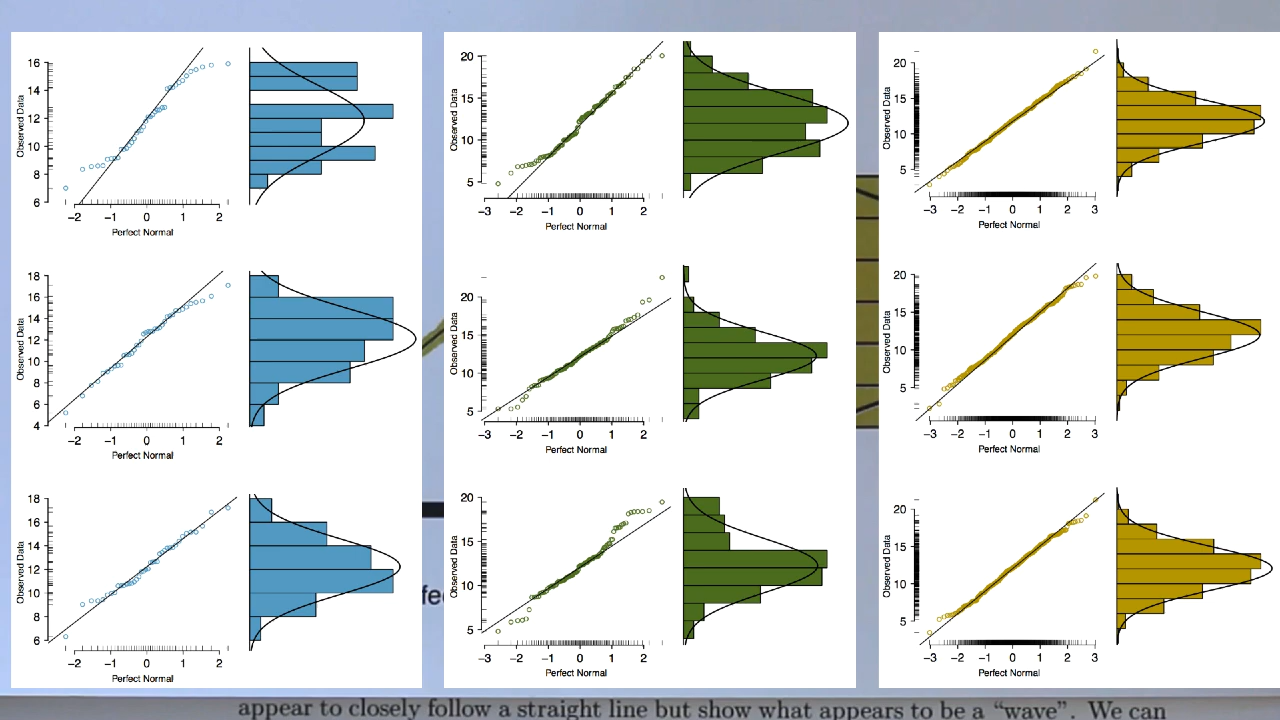 16
14
12
10
8
6
Observed Data
−2 −1 0 1 2
Perfect Normal
20
15
10
5
Observed Data
−3 −2 −1 0 1 2
Perfect Normal
20
15
10
5
Observed Data
−3 −2 −1 0 1 2 3
Perfect Normal
18
16
14
12
10
8
6
4
Observed Data
−2 −1 0 1 2
Perfect Normal
20
15
10
5
Observed Data
−3 −2 −1 0 1 2
Perfect Normal
20
15
10
5
Observed Data
−3 −2 −1 0 1 2 3
Perfect Normal
18
16
14
12
10
8
6
Observed Data
−2 −1 0 1 2
Perfect Normal
20
15
10
5
Observed Data
−3 −2 −1 0 1 2
Perfect Normal
20
15
10
5
Observed Data
−3 −2 −1 0 1 2 3
Perfect Normal
appear to closely follow a straight line but show what appears to be a “wave”. We can